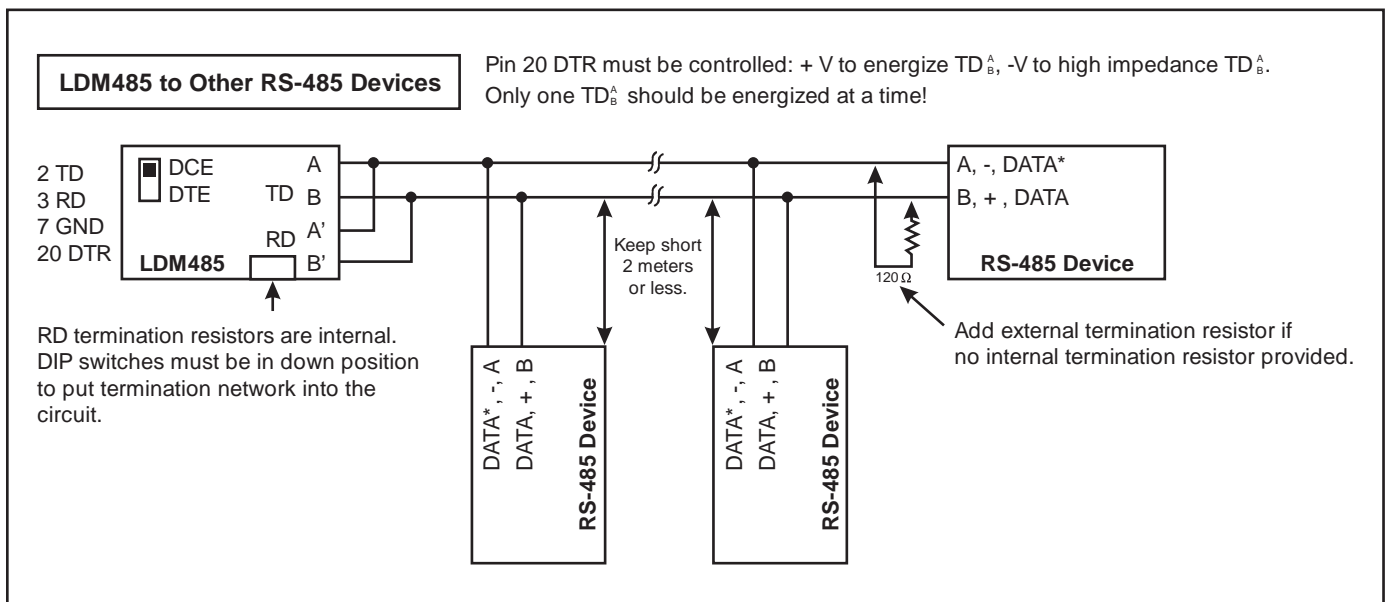 LDM485 to Other RS-485 Devices
Pin 20 DTR must be controlled: + V to energize TD A B, -V to high impedance TD A B.
Only one TD A B should be energized at a time!
2 TD
3 RD
7 GND
20 DTR
DCE
DTE
TD
RD
A
B
A'
B'
LDM485
RD termination resistors are internal.
DIP switches must be in down position
to put termination network into the
circuit.
DATA*, -, A
DATA, +, B
RS-485 Device
Keep short
2 meters
or less.
DATA*, -, A
DATA, +, B
RS-485 Device
120 Ω
A, -, DATA*
B, + , DATA
RS-485 Device
Add external termination resistor if
no internal termination resistor provided.